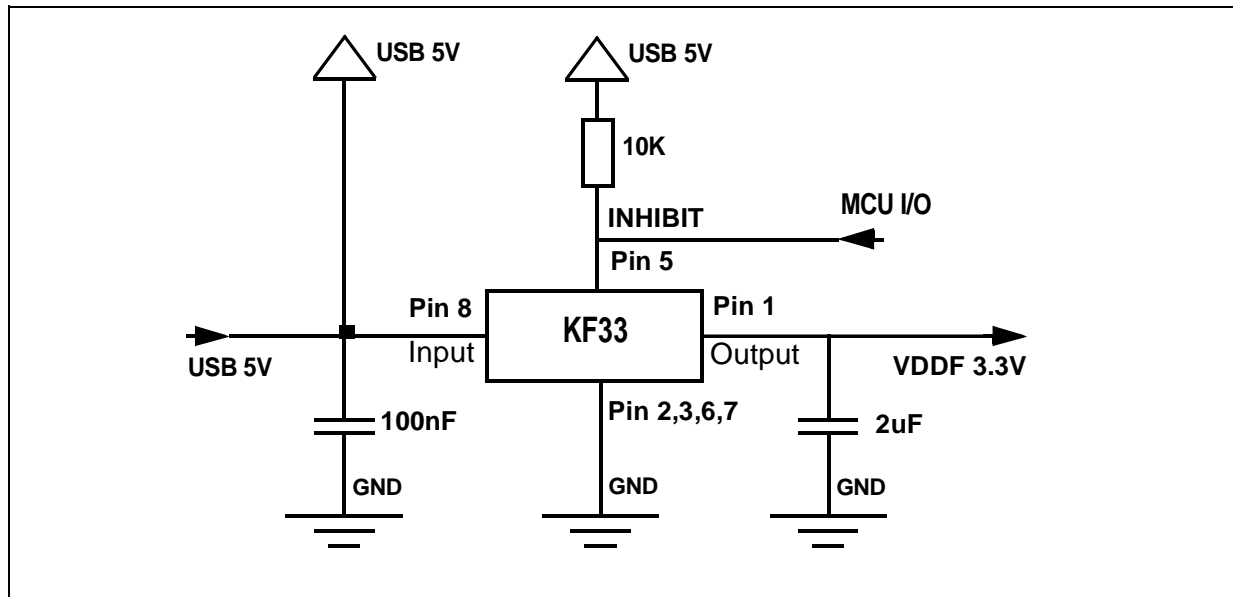 USB 5V
USB 5V
10K
INHIBIT
MCU I/O
Pin 5
Pin 8
KF33
Pin 1
Input
Output
USB 5V
VDDF 3.3V
Pin 2,3,6,7
100nF
2uF
GND
GND
GND